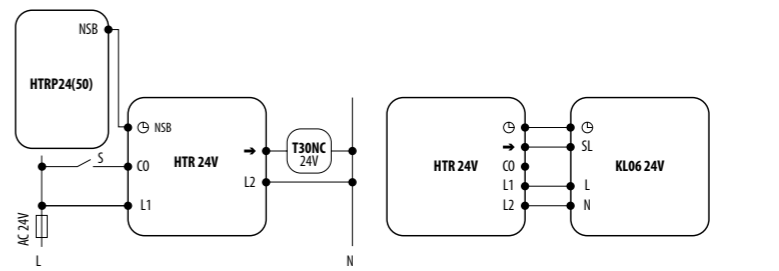 NSB
HTRP24(50)
NSB
S
CO
HTR 24V
➔
T30NC
24V
L2
L1
AC 24V
L
N
HTR 24V
➔
CO
L1
L2
SL
KL06 24V
L
N